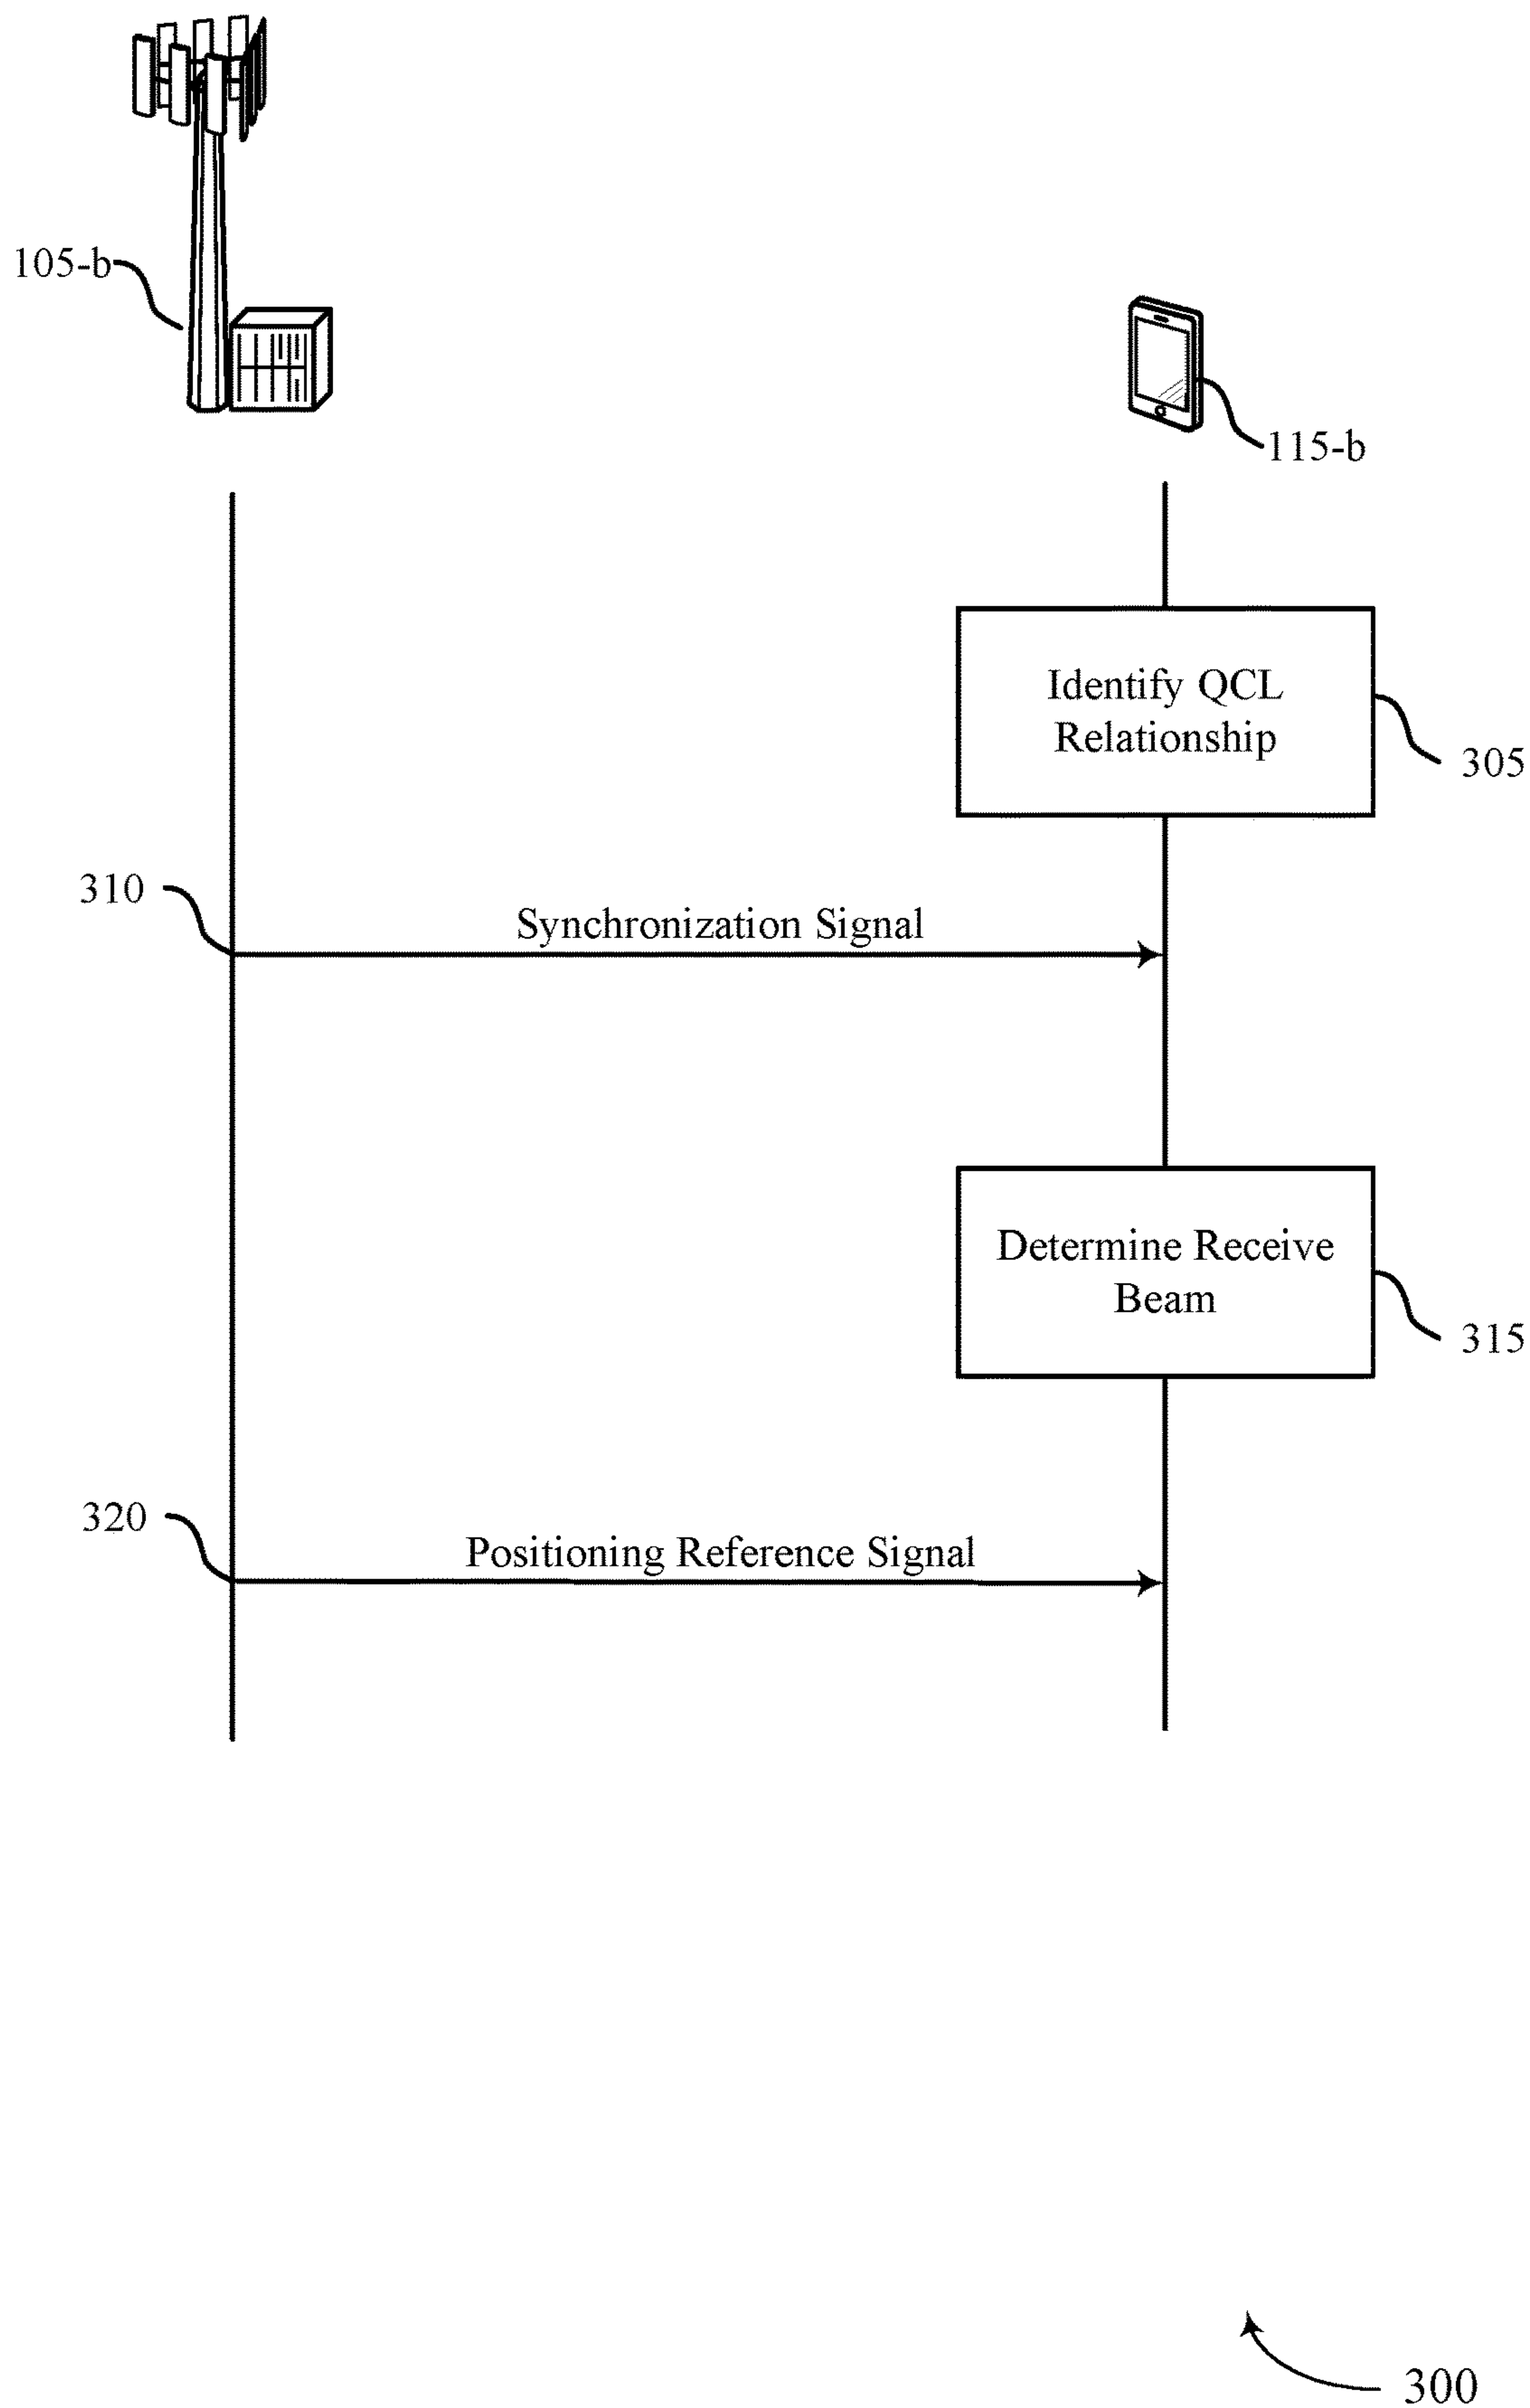 105-b
115-b
Identify QCL
Relationship
305
310
Synchronization Signal
Determine Receive
Beam
315
320
Positioning Reference Signal
300